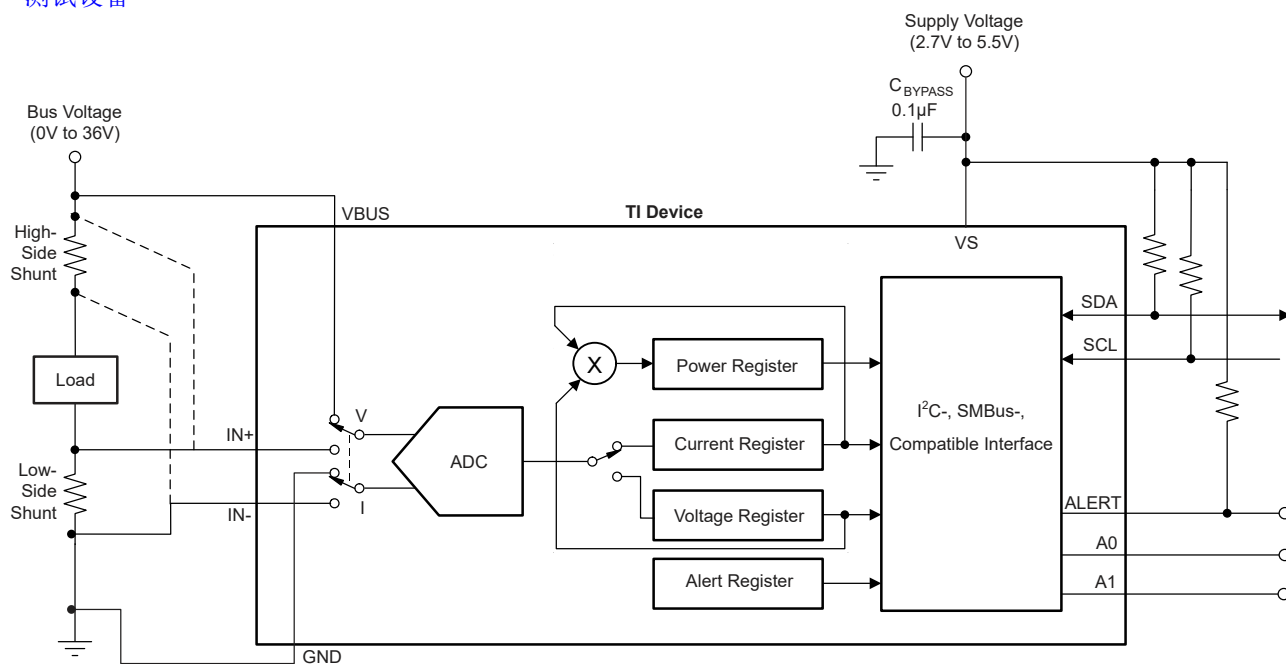 测试设备
Supply Voltage
(2.7V to 5.5V)
C_BYPASS
0.1µF
Bus Voltage
(0V to 36V)
VBUS
TI Device
VS
High-
Side
Shunt
SDA
SCL
X
Power Register
Load
V
I²C-, SMBus-,
Compatible Interface
IN+
ADC
Current Register
Low-
Side
Shunt
IN-
I
Voltage Register
ALERT
A0
Alert Register
A1
GND